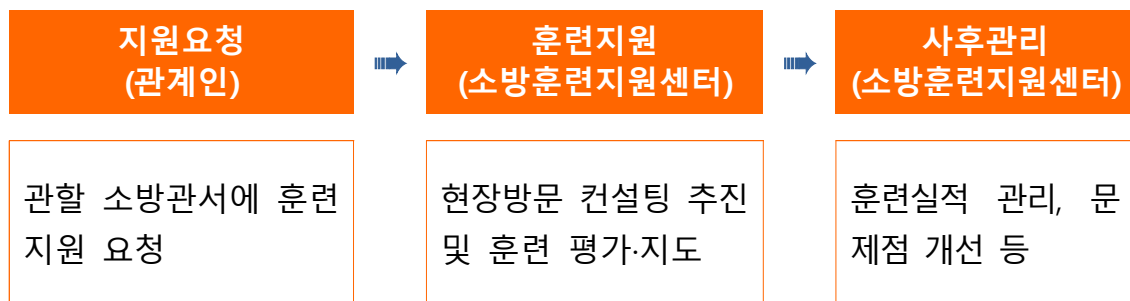 지원요청
(관계인)
훈련지원
(소방훈련지원센터)
사후관리
(소방훈련지원센터)
관할 소방관서에 훈련
지원 요청
현장방문 컨설팅 추진
및 훈련 평가·지도
훈련실적 관리, 문
제점 개선 등